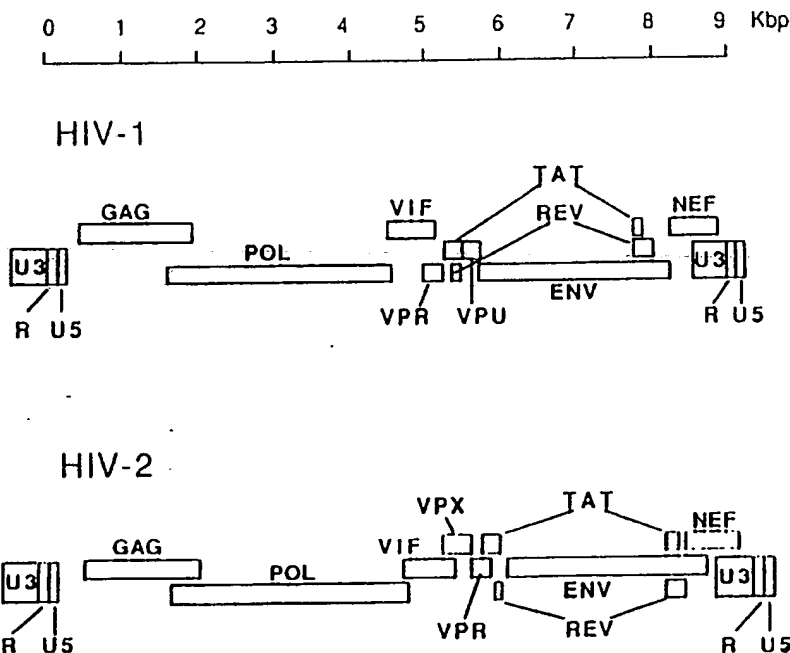 0 1 2 3 4 5 6 7 8 9 Kbp
HIV-1
TAT
GAG VIF REV NEF
U3 POL U3
ENV
R U5 VPR VPU R U5
HIV-2
VPX TAT NEF
GAG VIF
U3 POL ENV U3
VPR REV
R U5 R U5